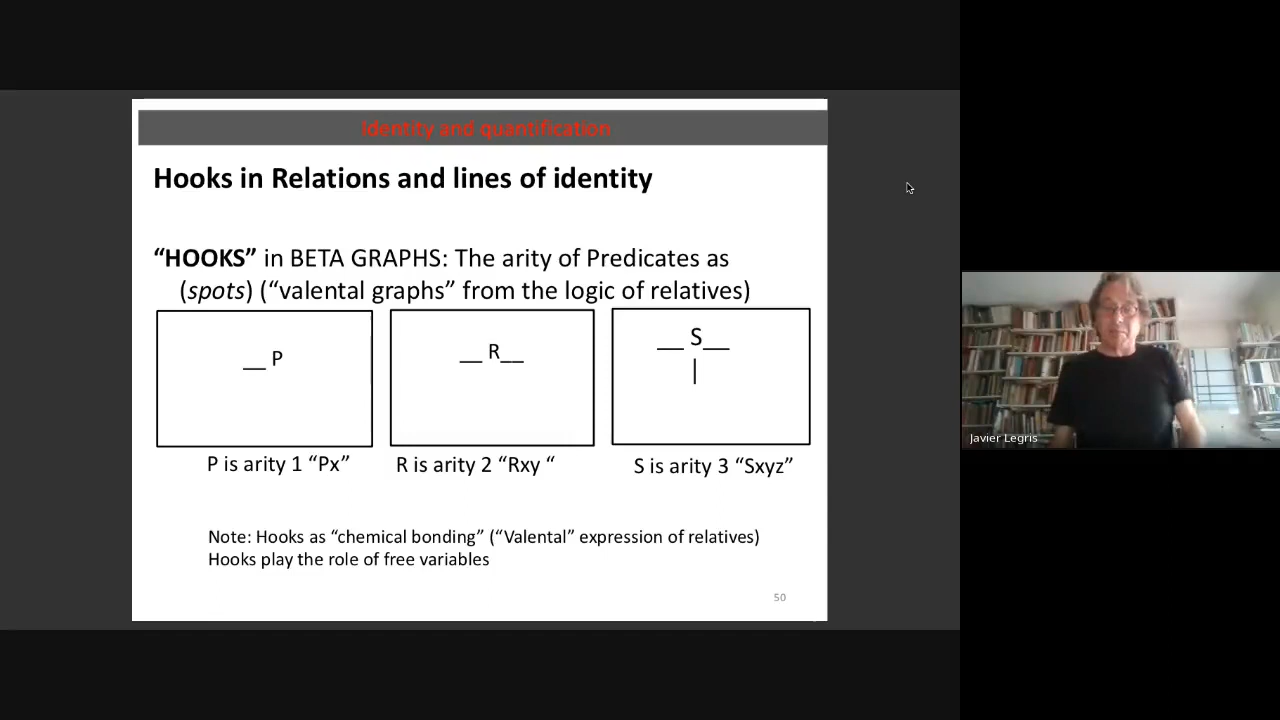 Identity and quantification
Hooks in Relations and lines of identity
“HOOKS” in BETA GRAPHS: The arity of Predicates as
(spots) (“valental graphs” from the logic of relatives)
__ P
__ R__
__ S__
|
P is arity 1 “Px”
R is arity 2 “Rxy “
S is arity 3 “Sxyz”
Note: Hooks as “chemical bonding” (“Valental” expression of relatives)
Hooks play the role of free variables
50
Javier Legris